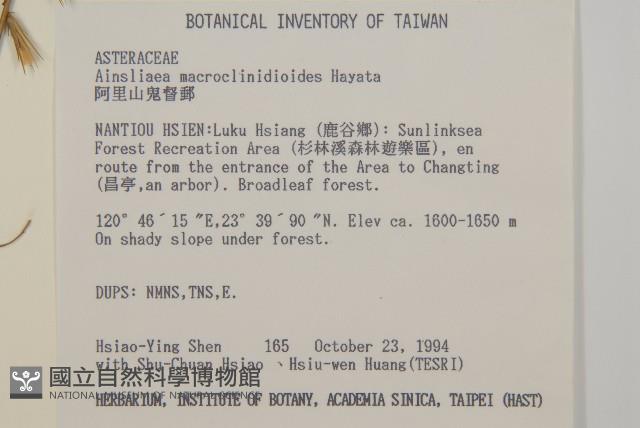 BOTANICAL INVENTORY OF TAIWAN
ASTERACEAE
Ainsliaea macroclinidioides Hayata
阿里山鬼督郵
NANTIOU HSIEN:Luku Hsiang (鹿谷鄉): Sunlinksea
Forest Recreation Area (杉林溪森林遊樂區), en
route from the entrance of the Area to Changting
(昌亭,an arbor). Broadleaf forest.
120° 46´15 ″E,23° 39´90 ″N. Elev ca. 1600-1650 m
On shady slope under forest.
DUPS: NMNS,TNS,E.
Hsiao-Ying Shen 165 October 23, 1994
with Shu-Chuan Hsiao 、Hsiu-wen Huang(TESRI)
國立自然科學博物館
NATIONAL MUSEUM OF NATURAL SCIENCE
HERBARIUM, INSTITUTE OF BOTANY, ACADEMIA SINICA, TAIPEI (HAST)